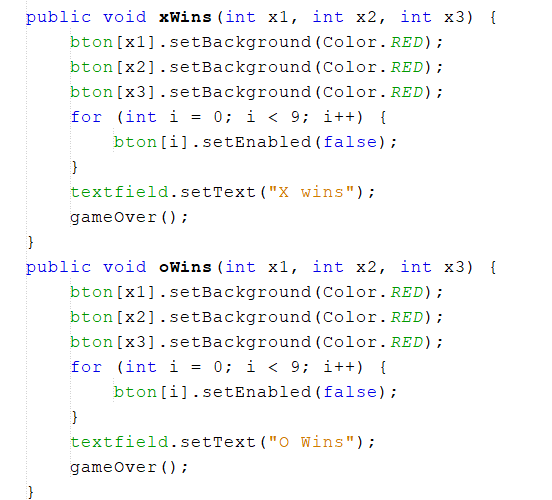 public void xWins(int x1, int x2, int x3) {
    bton[x1].setBackground(Color.RED);
    bton[x2].setBackground(Color.RED);
    bton[x3].setBackground(Color.RED);
    for (int i = 0; i < 9; i++) {
        bton[i].setEnabled(false);
    }
    textfield.setText("X wins");
    gameOver();
}
public void oWins(int x1, int x2, int x3) {
    bton[x1].setBackground(Color.RED);
    bton[x2].setBackground(Color.RED);
    bton[x3].setBackground(Color.RED);
    for (int i = 0; i < 9; i++) {
        bton[i].setEnabled(false);
    }
    textfield.setText("O Wins");
    gameOver();
}